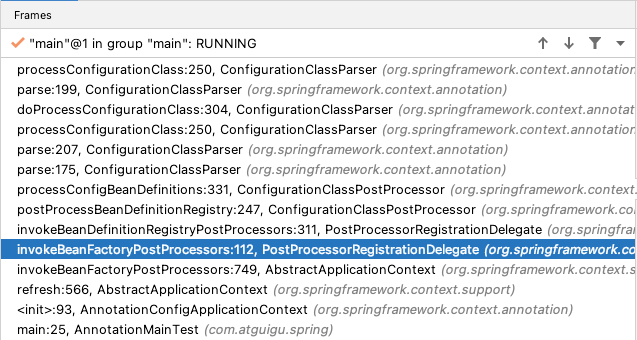 Frames
"main"@1 in group "main": RUNNING
processConfigurationClass:250, ConfigurationClassParser (org.springframework.context.annotation
parse:199, ConfigurationClassParser (org.springframework.context.annotation)
doProcessConfigurationClass:304, ConfigurationClassParser (org.springframework.context.annotat
processConfigurationClass:250, ConfigurationClassParser (org.springframework.context.annotation
parse:207, ConfigurationClassParser (org.springframework.context.annotation)
parse:175, ConfigurationClassParser (org.springframework.context.annotation)
processConfigBeanDefinitions:331, ConfigurationClassPostProcessor (org.springframework.context.
postProcessBeanDefinitionRegistry:247, ConfigurationClassPostProcessor (org.springframework.con
invokeBeanDefinitionRegistryPostProcessors:311, PostProcessorRegistrationDelegate (org.springfram
invokeBeanFactoryPostProcessors:112, PostProcessorRegistrationDelegate (org.springframework.co
invokeBeanFactoryPostProcessors:749, AbstractApplicationContext (org.springframework.context.s
refresh:566, AbstractApplicationContext (org.springframework.context.support)
<init>:93, AnnotationConfigApplicationContext (org.springframework.context.annotation)
main:25, AnnotationMainTest (com.atguigu.spring)